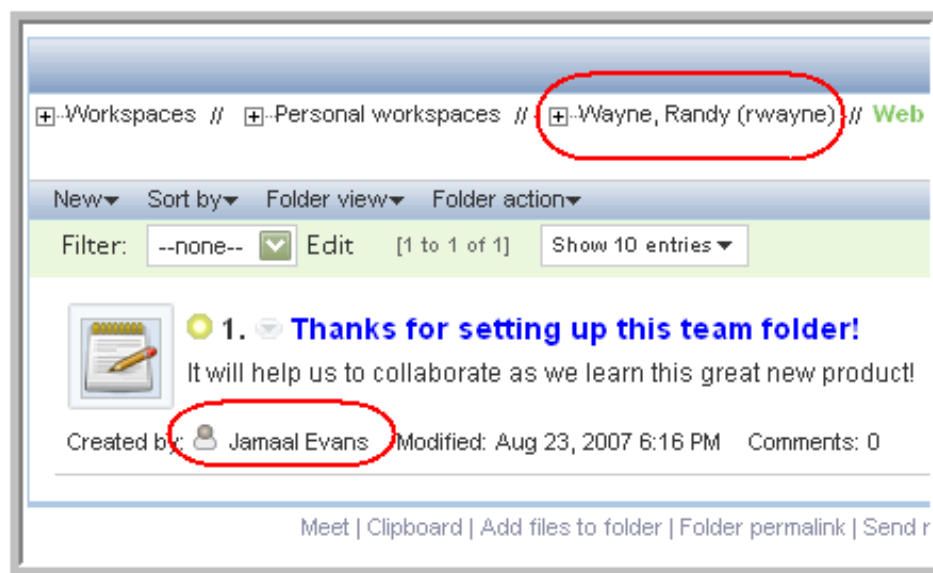 Workspaces // Personal workspaces // Wayne, Randy (rwayne) // Web
New Sort by Folder view Folder action
Filter: --none-- Edit [1 to 1 of 1] Show 10 entries
1. Thanks for setting up this team folder!
It will help us to collaborate as we learn this great new product!
Created by: Jamaal Evans Modified: Aug 23, 2007 6:16 PM Comments: 0
Meet | Clipboard | Add files to folder | Folder permalink | Send r